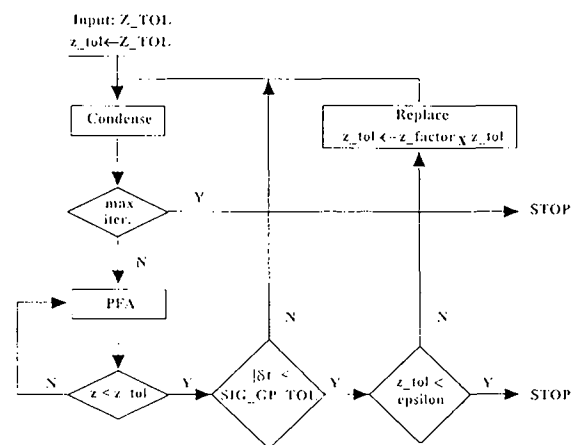 Input: Z_TOL
z_tol←Z_TOL
Condense
Replace
z_tol←z_factor x z_tol
max
iter.
Y
STOP
N
PFA
N
N
N
z < z_tol
Y
|δt <
SIG_GP_TOL
Y
z_tol <
epsilon
Y
STOP